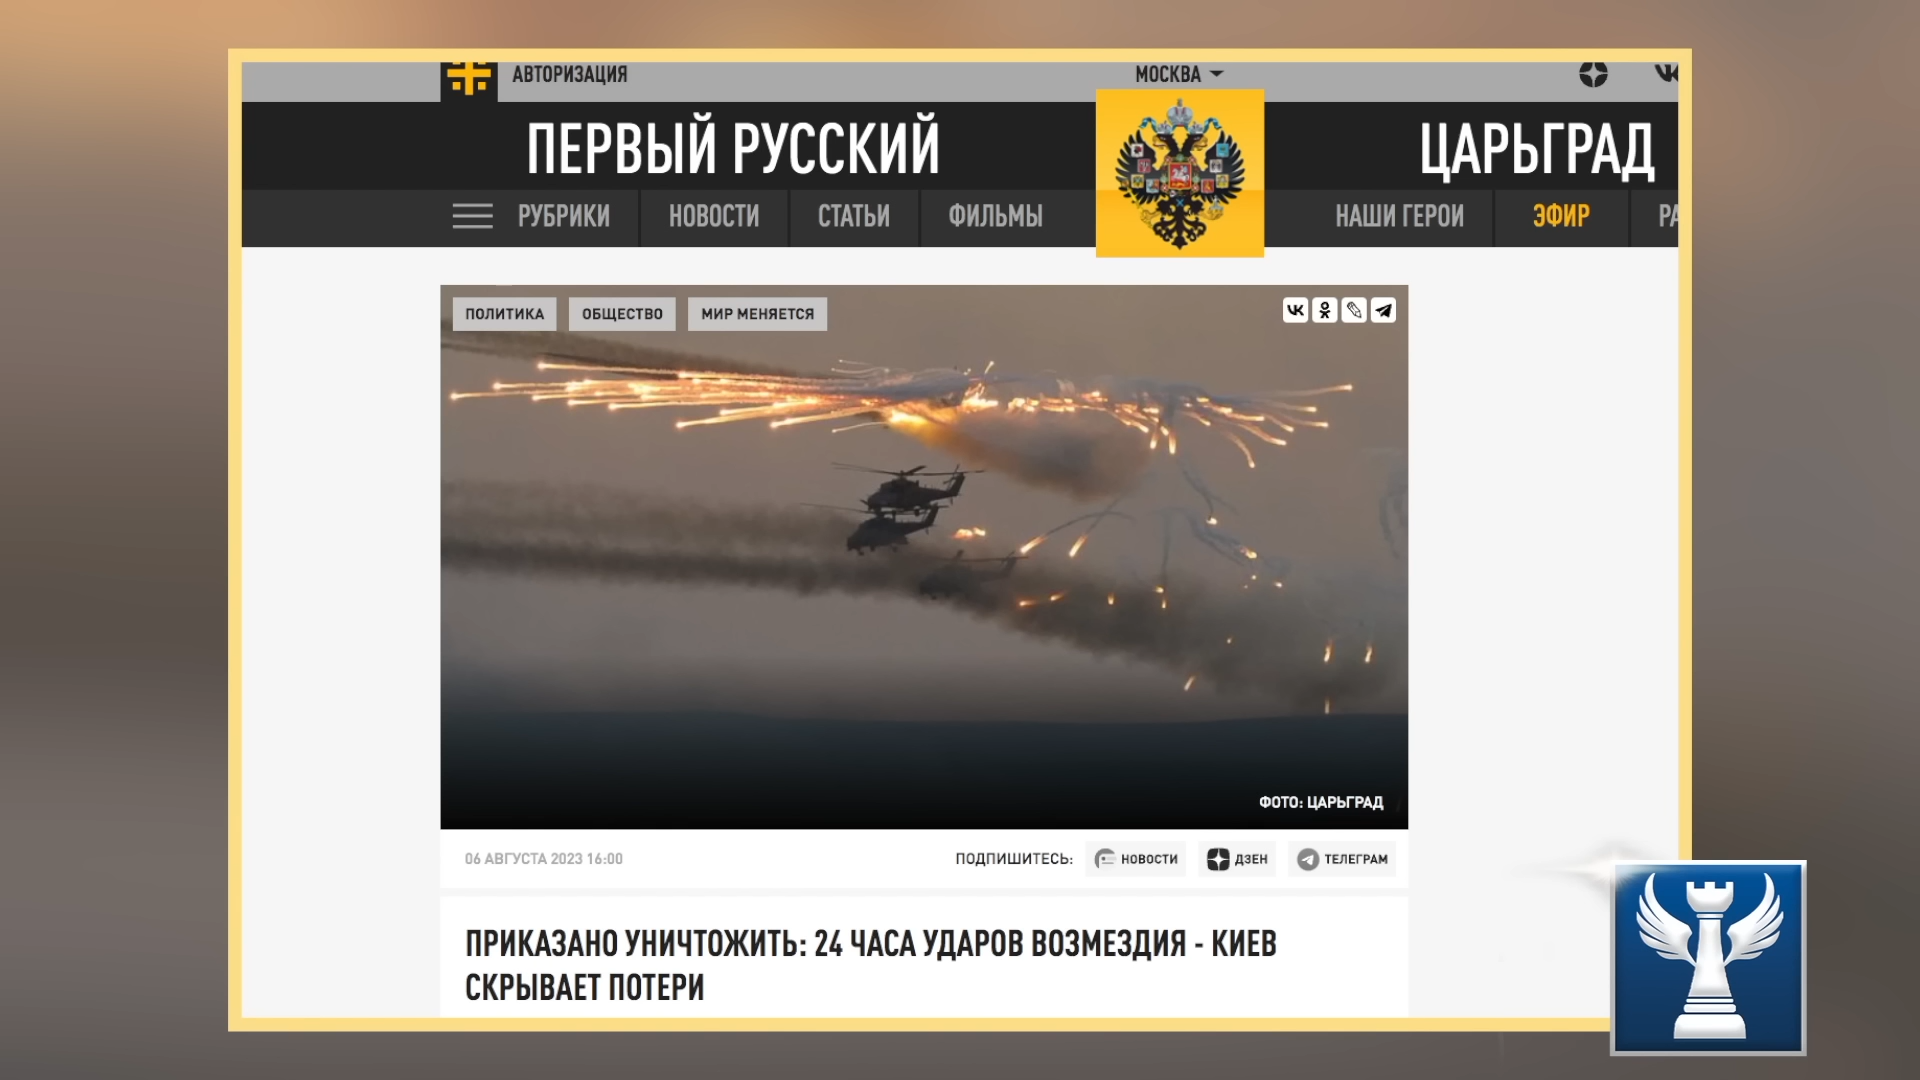 АВТОРИЗАЦИЯ
МОСКВА
ПЕРВЫЙ РУССКИЙ
ЦАРЬГРАД
РУБРИКИ
НОВОСТИ
СТАТЬИ
ФИЛЬМЫ
НАШИ ГЕРОИ
ЭФИР
ПОЛИТИКА
ОБЩЕСТВО
МИР МЕНЯЕТСЯ
ФОТО: ЦАРЬГРАД
06 АВГУСТА 2023 16:00
ПОДПИШИТЕСЬ:
НОВОСТИ
ДЗЕН
ТЕЛЕГРАМ
ПРИКАЗАНО УНИЧТОЖИТЬ: 24 ЧАСА УДАРОВ ВОЗМЕЗДИЯ - КИЕВ
СКРЫВАЕТ ПОТЕРИ